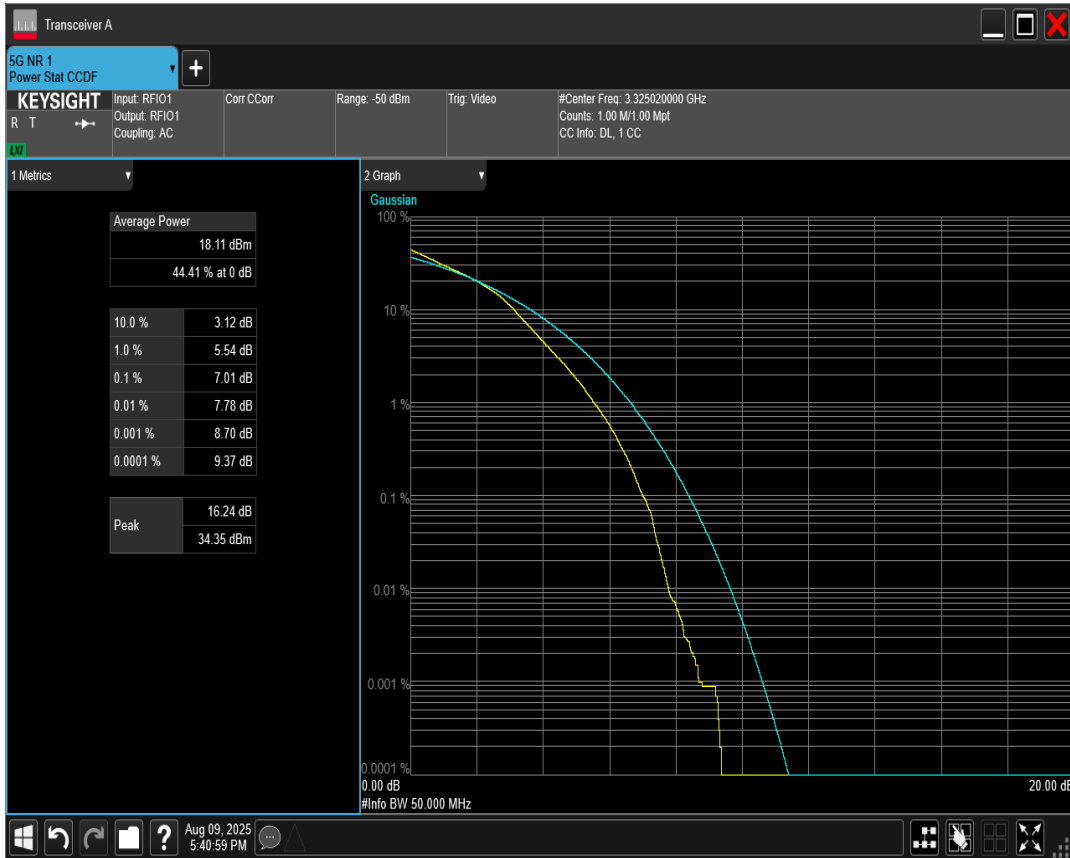 Transceiver A
5G NR 1
Power Stat CCDF
KEYSIGHT
R T
LXI
Input: RFIO1
Output: RFIO1
Coupling: AC
Corr CCorr
Range: -50 dBm
Trig: Video
#Center Freq: 3.325020000 GHz
Counts: 1.00 M/1.00 Mpt
CC Info: DL, 1 CC
1 Metrics
Average Power
18.11 dBm
44.41 % at 0 dB
10.0 % 3.12 dB
1.0 % 5.54 dB
0.1 % 7.01 dB
0.01 % 7.78 dB
0.001 % 8.70 dB
0.0001 % 9.37 dB
Peak
16.24 dB
34.35 dBm
2 Graph
Gaussian
100 %
10 %
1 %
0.1 %
0.01 %
0.001 %
0.0001 %
0.00 dB 20.00 dB
#Info BW 50.000 MHz
Aug 09, 2025
5:40:59 PM